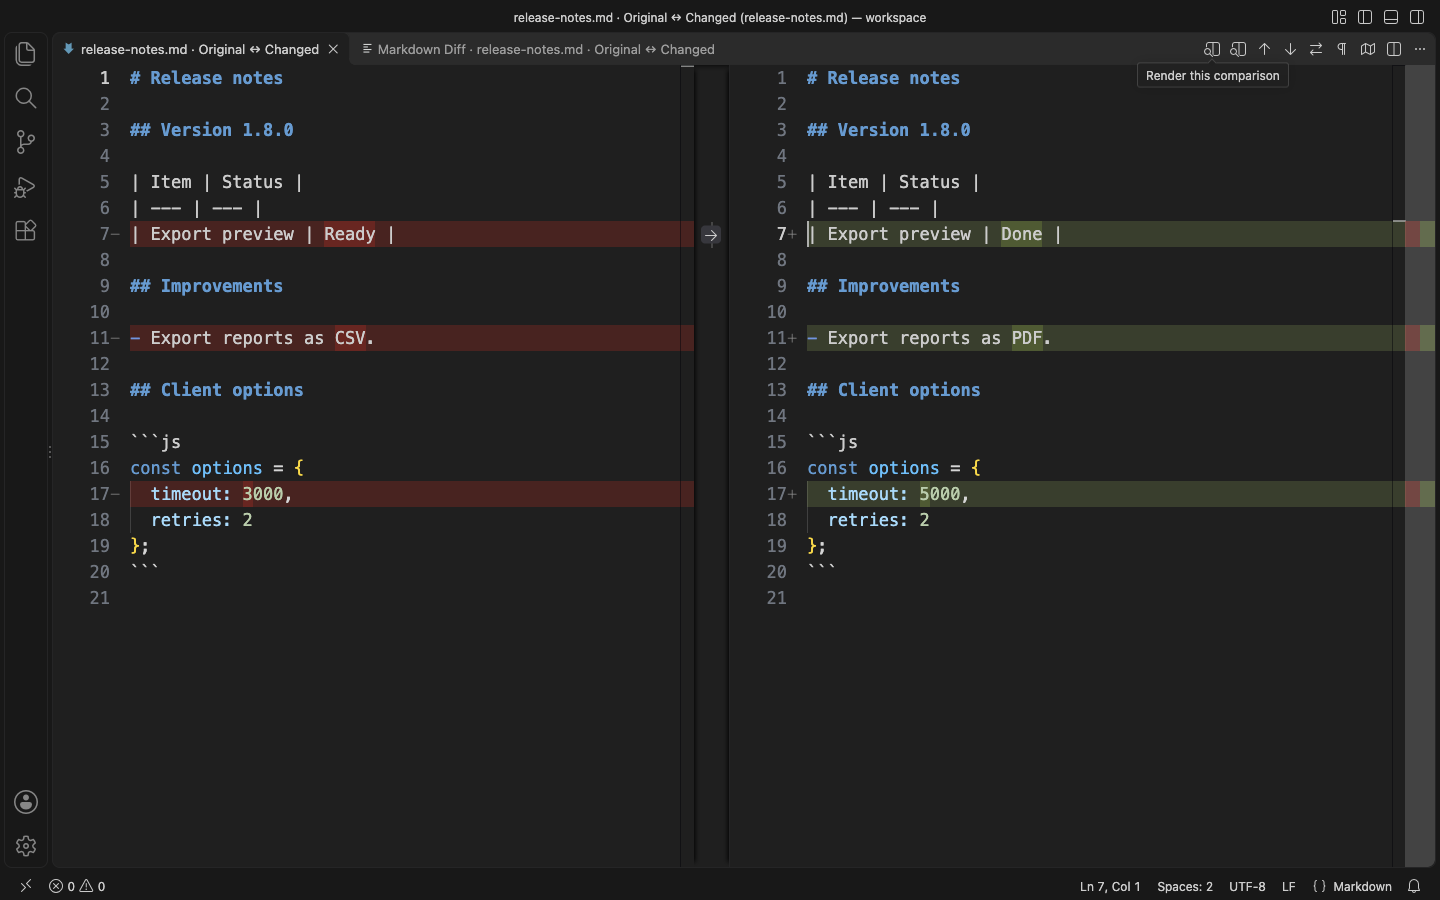 release-notes.md · Original ↔ Changed (release-notes.md) — workspace
release-notes.md · Original ↔ Changed
Markdown Diff · release-notes.md · Original ↔ Changed
Render this comparison
1 # Release notes
2
3 ## Version 1.8.0
4
5 | Item | Status |
6 | --- | --- |
7− | Export preview | Ready |
8
9 ## Improvements
10
11− - Export reports as CSV.
12
13 ## Client options
14
15 ```js
16 const options = {
17− timeout: 3000,
18 retries: 2
19 };
20 ```
21
1 # Release notes
2
3 ## Version 1.8.0
4
5 | Item | Status |
6 | --- | --- |
7+ | Export preview | Done |
8
9 ## Improvements
10
11+ - Export reports as PDF.
12
13 ## Client options
14
15 ```js
16 const options = {
17+ timeout: 5000,
18 retries: 2
19 };
20 ```
21
0 0
Ln 7, Col 1 Spaces: 2 UTF-8 LF { } Markdown